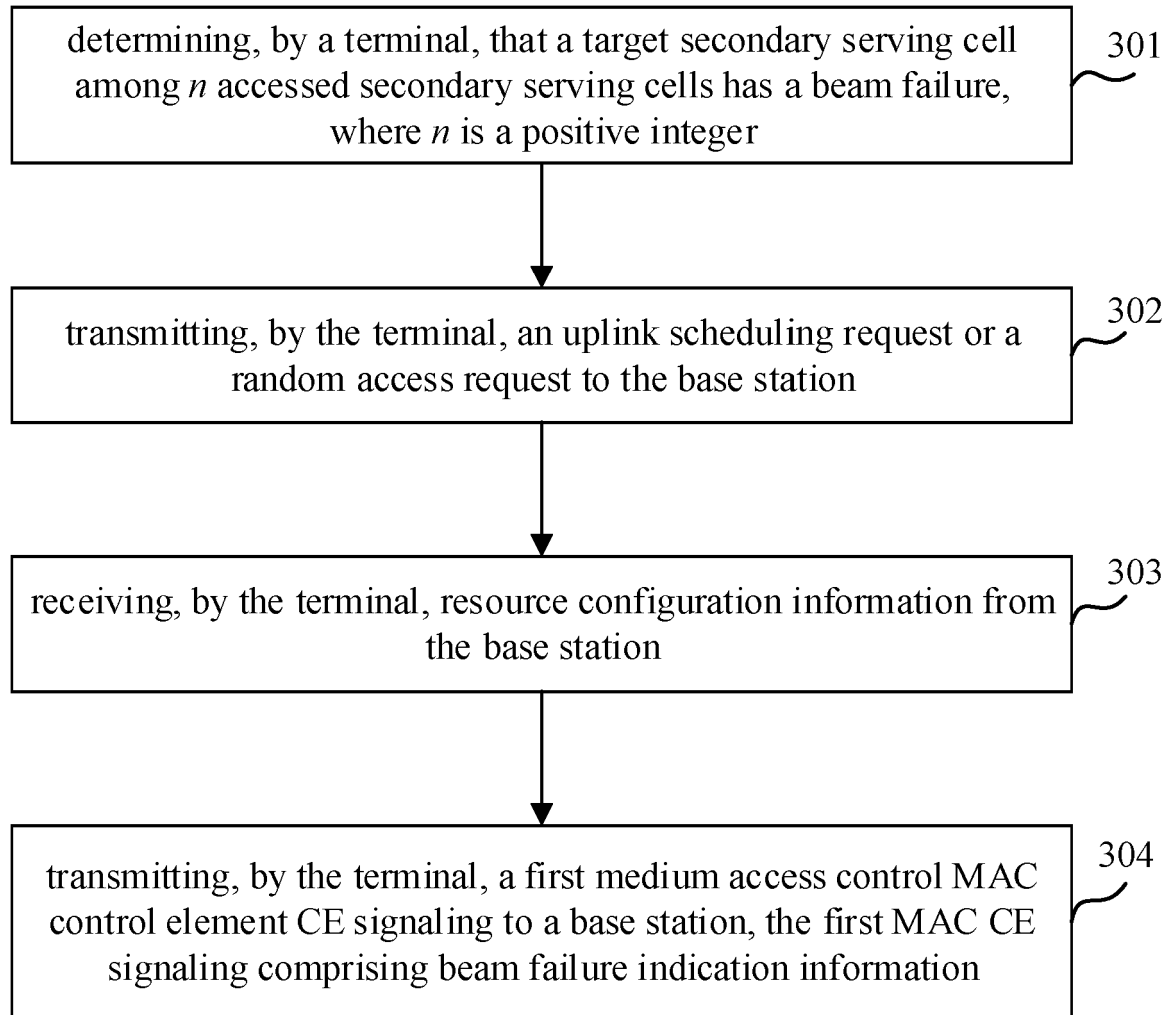 determining, by a terminal, that a target secondary serving cell
among n accessed secondary serving cells has a beam failure,
where n is a positive integer
301
transmitting, by the terminal, an uplink scheduling request or a
random access request to the base station
302
receiving, by the terminal, resource configuration information from
the base station
303
transmitting, by the terminal, a first medium access control MAC
control element CE signaling to a base station, the first MAC CE
signaling comprising beam failure indication information
304